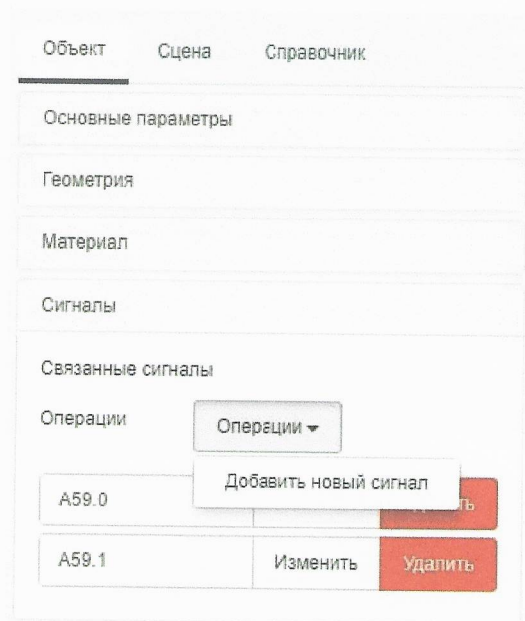 Объект Сцена Справочник
Основные параметры
Геометрия
Материал
Сигналы
Связанные сигналы
Операции Операции
Добавить новый сигнал
A59.0
A59.1 Изменить Удалить